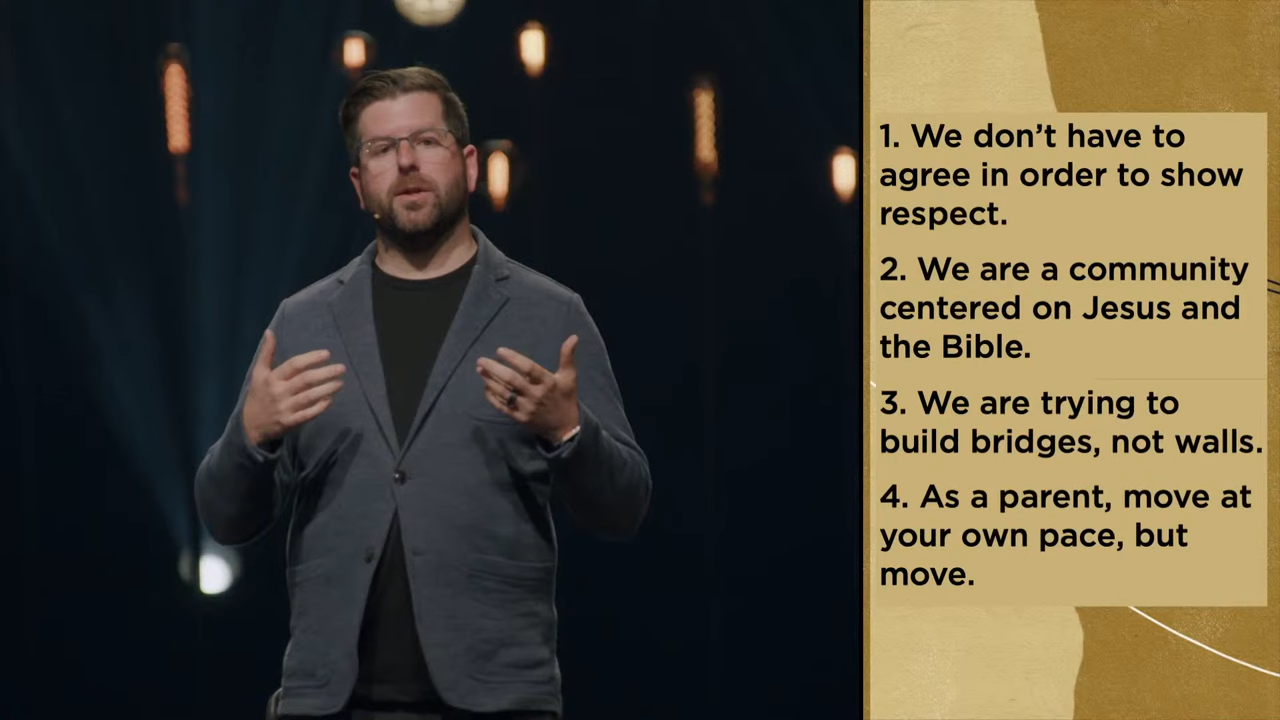 1. We don’t have to
agree in order to show
respect.
2. We are a community
centered on Jesus and
the Bible.
3. We are trying to
build bridges, not walls.
4. As a parent, move at
your own pace, but
move.